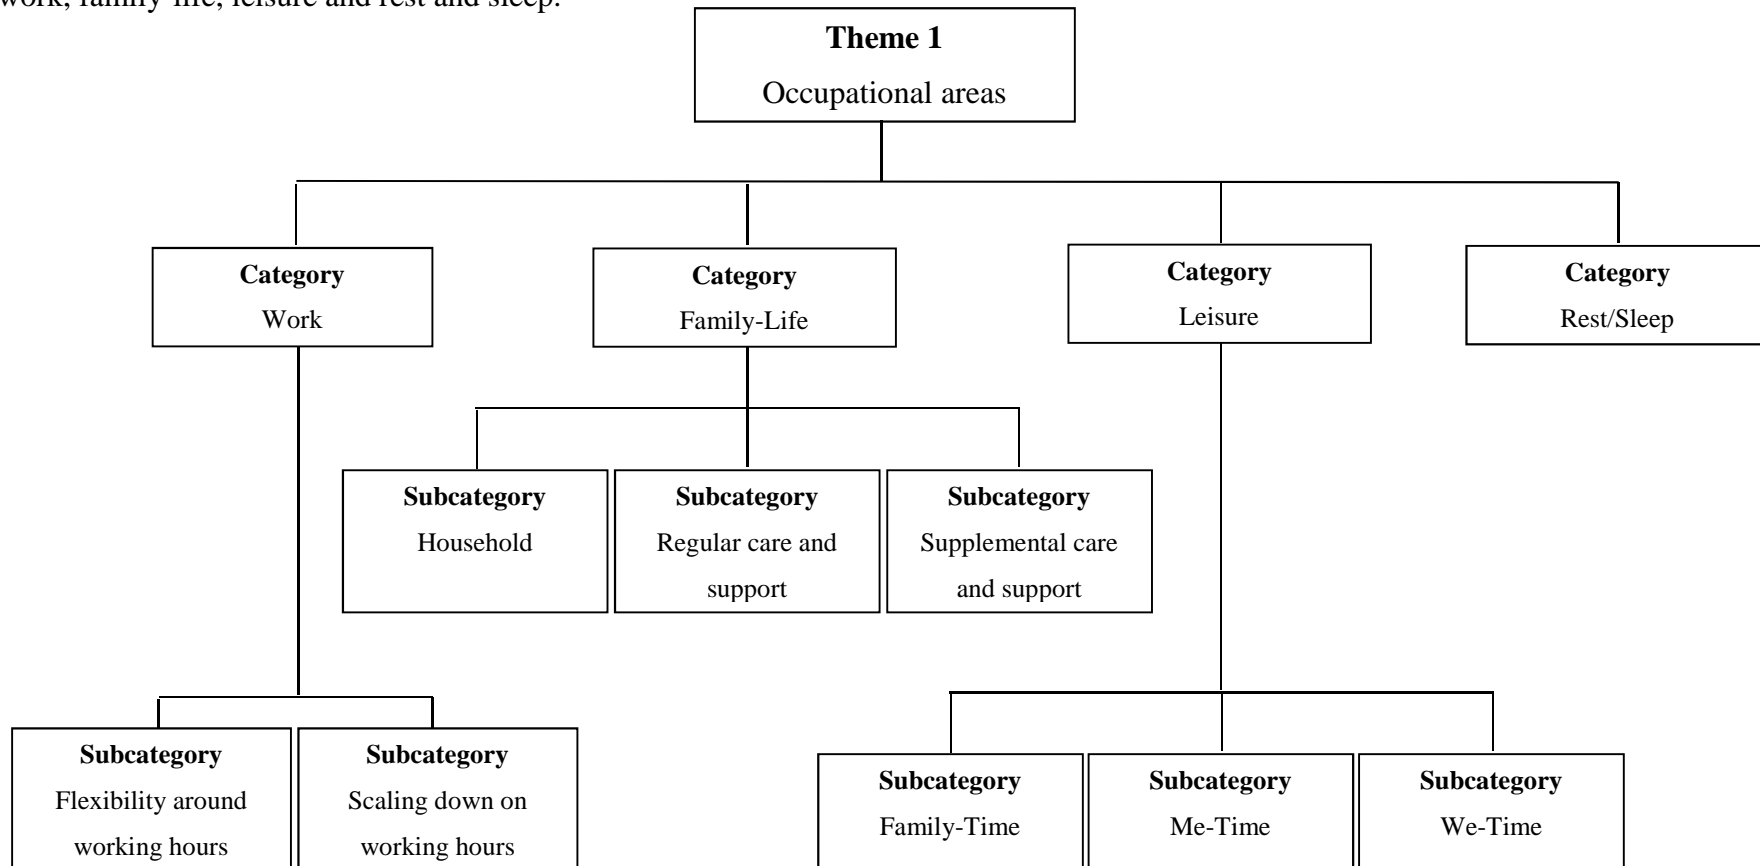 work, family-life, leisure and rest and sleep.
Theme 1
Occupational areas
Category
Work
Category
Family-Life
Category
Leisure
Category
Rest/Sleep
Subcategory
Household
Subcategory
Regular care and
support
Subcategory
Supplemental care
and support
Subcategory
Flexibility around
working hours
Subcategory
Scaling down on
working hours
Subcategory
Family-Time
Subcategory
Me-Time
Subcategory
We-Time